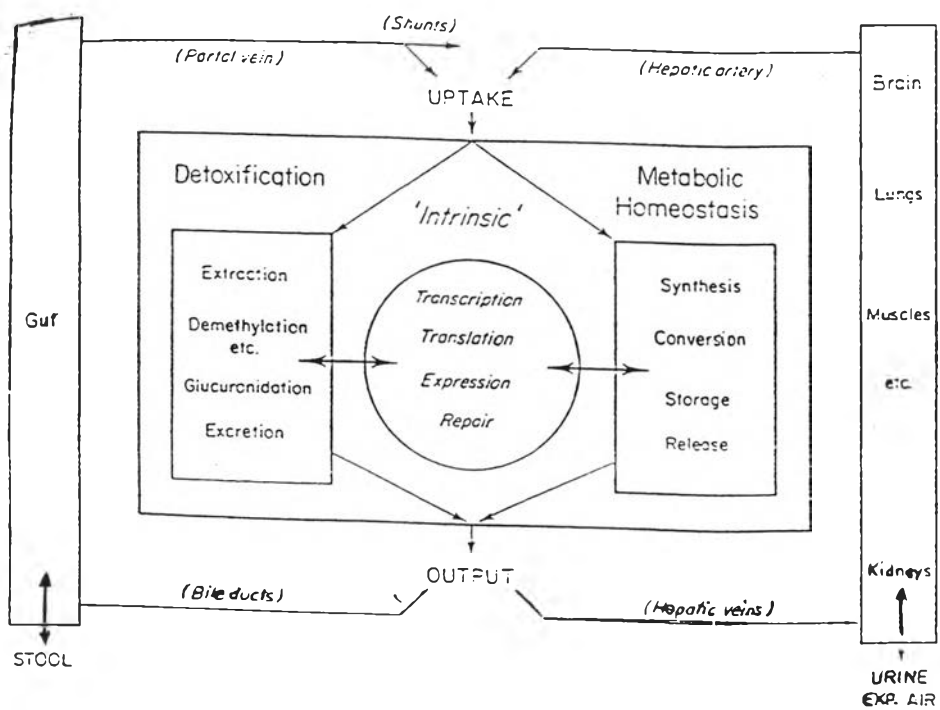 (Shunts)
(Portal vein)
(Hepatic artery)
UPTAKE
Brain
Lungs
Muscles
etc
Kidneys
Gut
Detoxification
'Intrinsic'
Metabolic
Homeostasis
Extraction
Demethylation
etc.
Glucuronidation
Excretion
Transcription
Translation
Expression
Repair
Synthesis
Conversion
Storage
Release
OUTPUT
(Bile ducts)
(Hepatic veins)
STOOL
URINE
EXP. AIR